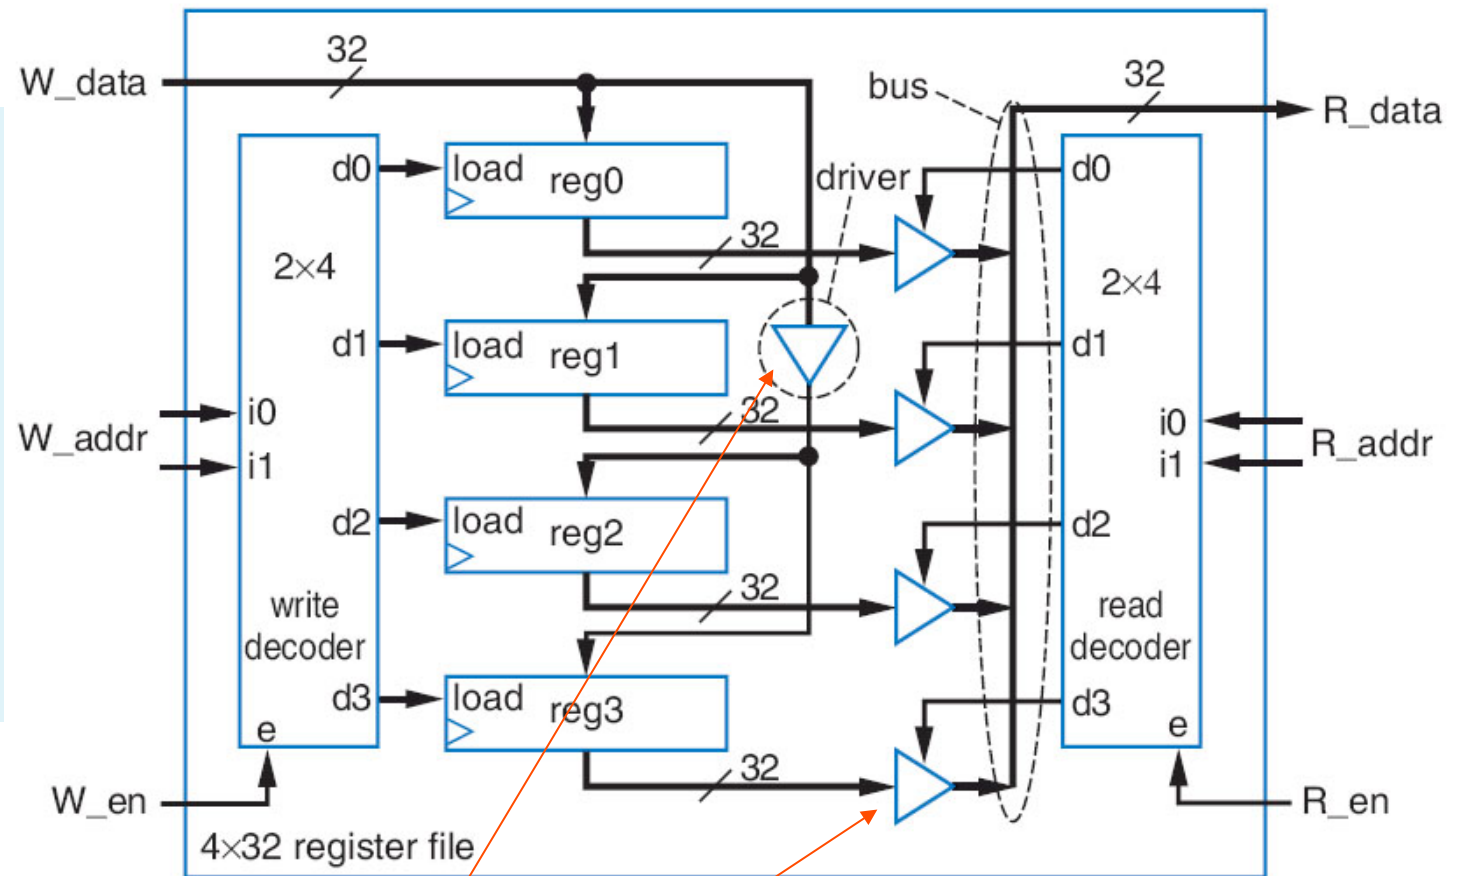 32
W_data
bus
32
R_data
d0
load
reg0
driver
d0
32
2×4
2×4
d1
load
reg1
d1
32
i0
W_addr
i1
i0
R_addr
i1
d2
load
reg2
d2
32
write
decoder
read
decoder
d3
load
reg3
d3
e
e
32
W_en
R_en
4×32 register file